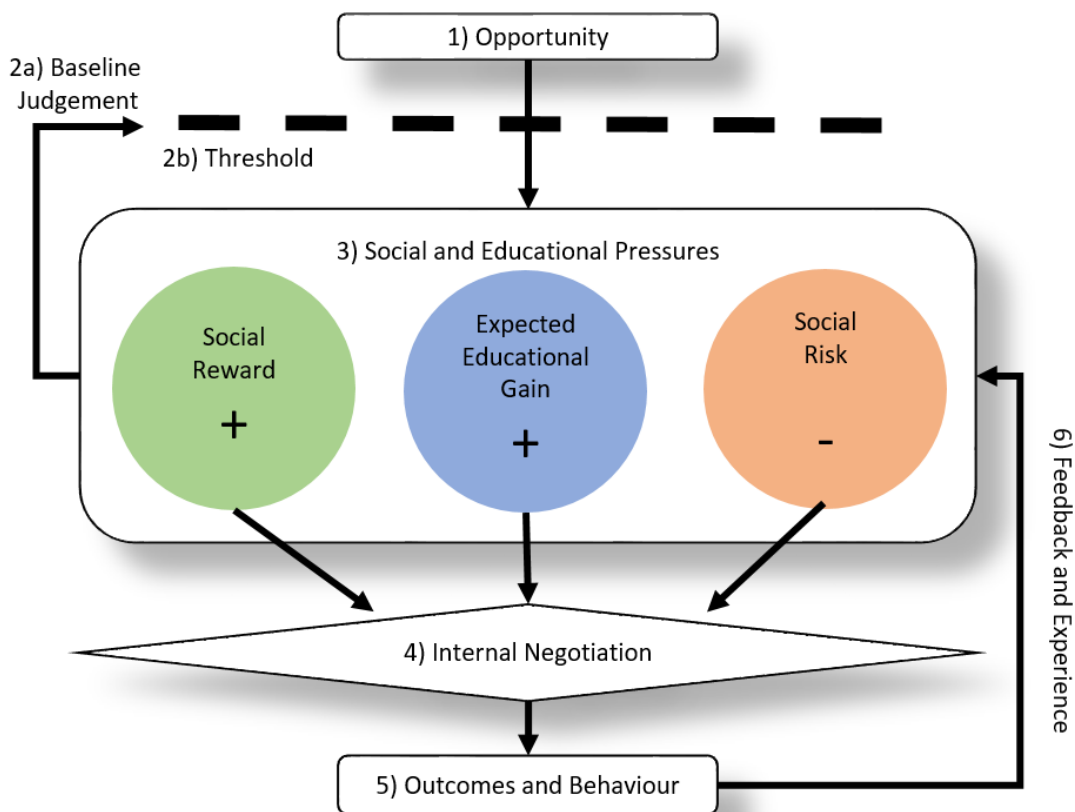 1) Opportunity
2a) Baseline
Judgement
2b) Threshold
3) Social and Educational Pressures
Social
Reward
+
Expected
Educational
Gain
+
Social
Risk
-
4) Internal Negotiation
5) Outcomes and Behaviour
6) Feedback and Experience